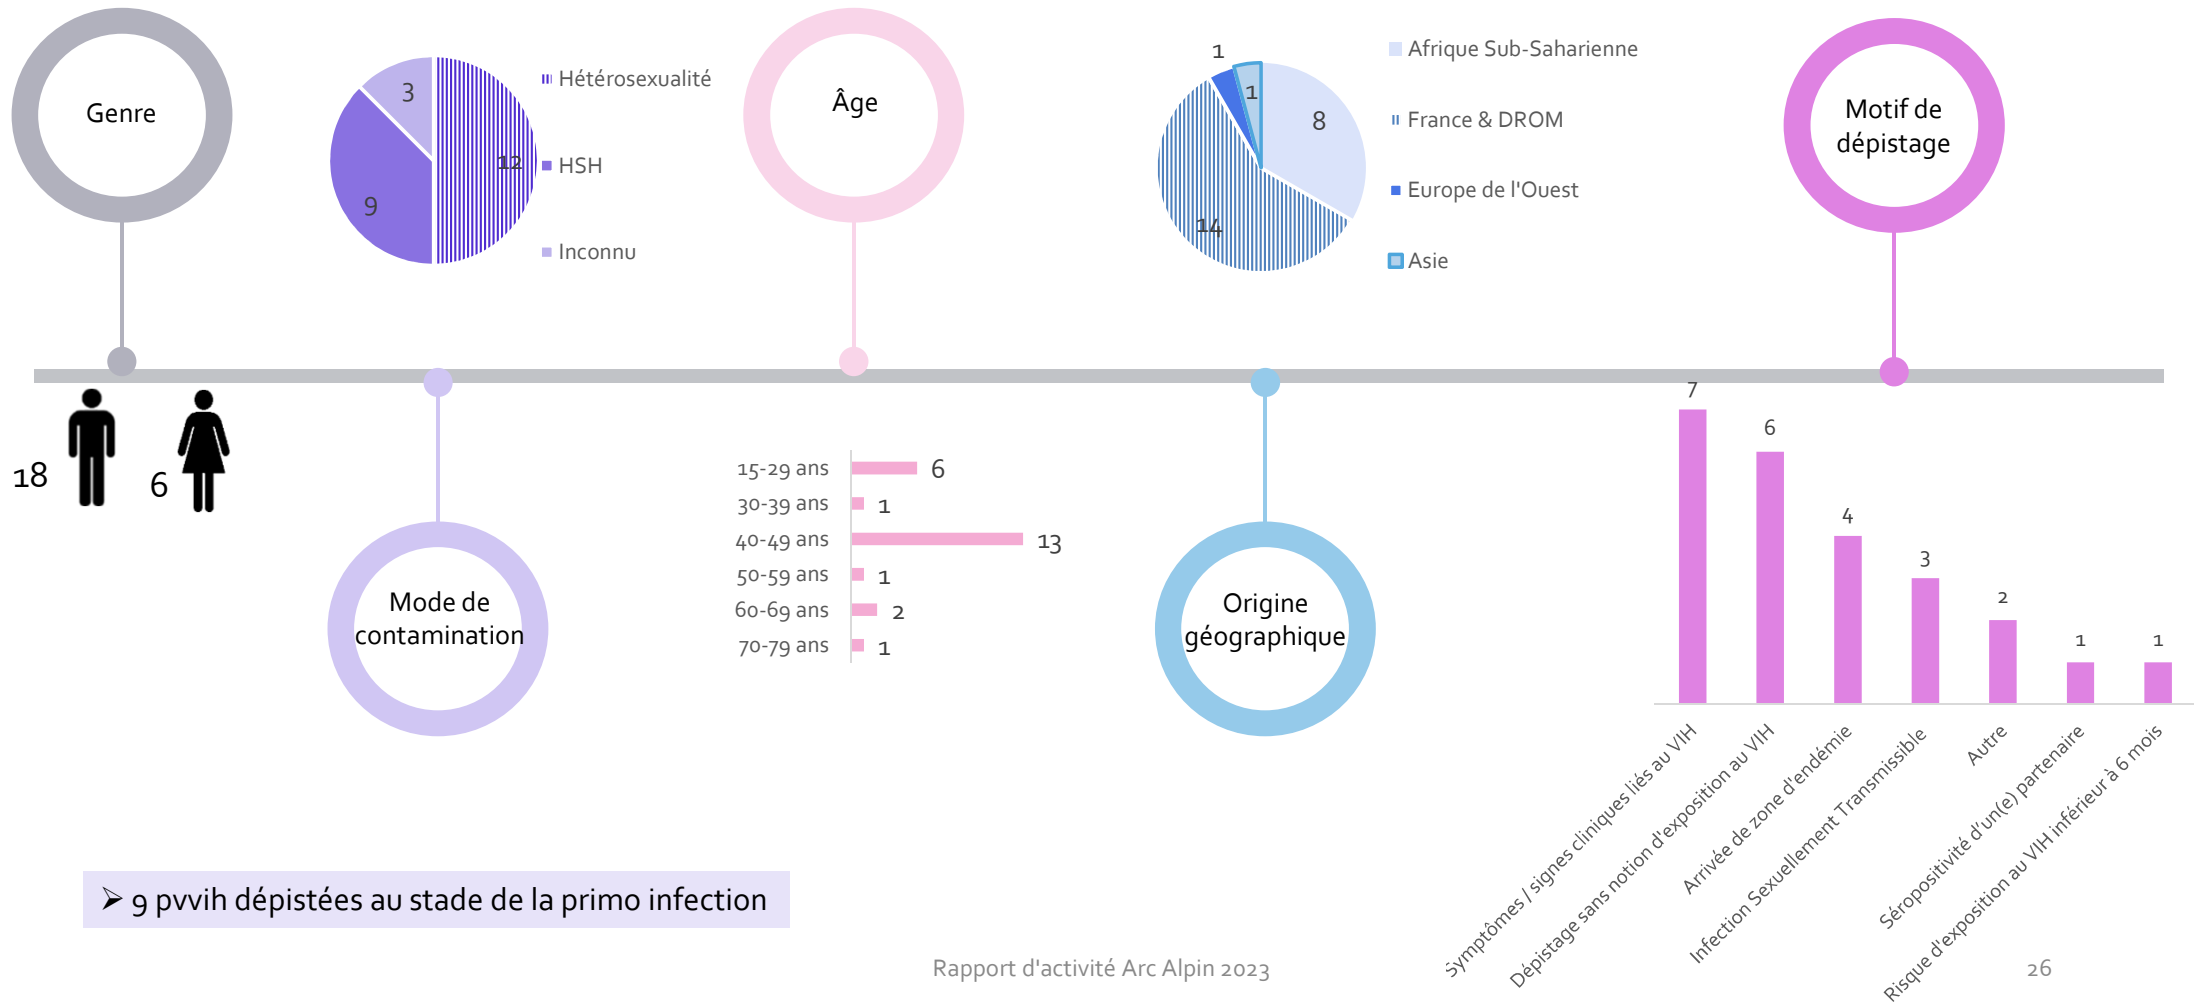 Genre
18
6
3
12
9
Hétérosexualité
HSH
Inconnu
Mode de
contamination
Âge
15-29 ans
6
30-39 ans
1
40-49 ans
13
50-59 ans
1
60-69 ans
2
70-79 ans
1
1
1
8
14
Afrique Sub-Saharienne
France & DROM
Europe de l'Ouest
Asie
Origine
géographique
Motif de
dépistage
7
6
4
3
2
1
1
Symptômes / signes cliniques liés au VIH
Dépistage sans notion d'exposition au VIH
Arrivée de zone d'endémie
Infection Sexuellement Transmissible
Autre
Séropositivité d’un(e) partenaire
Risque d'exposition au VIH inférieur à 6 mois
➢ 9 pvvih dépistées au stade de la primo infection
Rapport d'activité Arc Alpin 2023
26